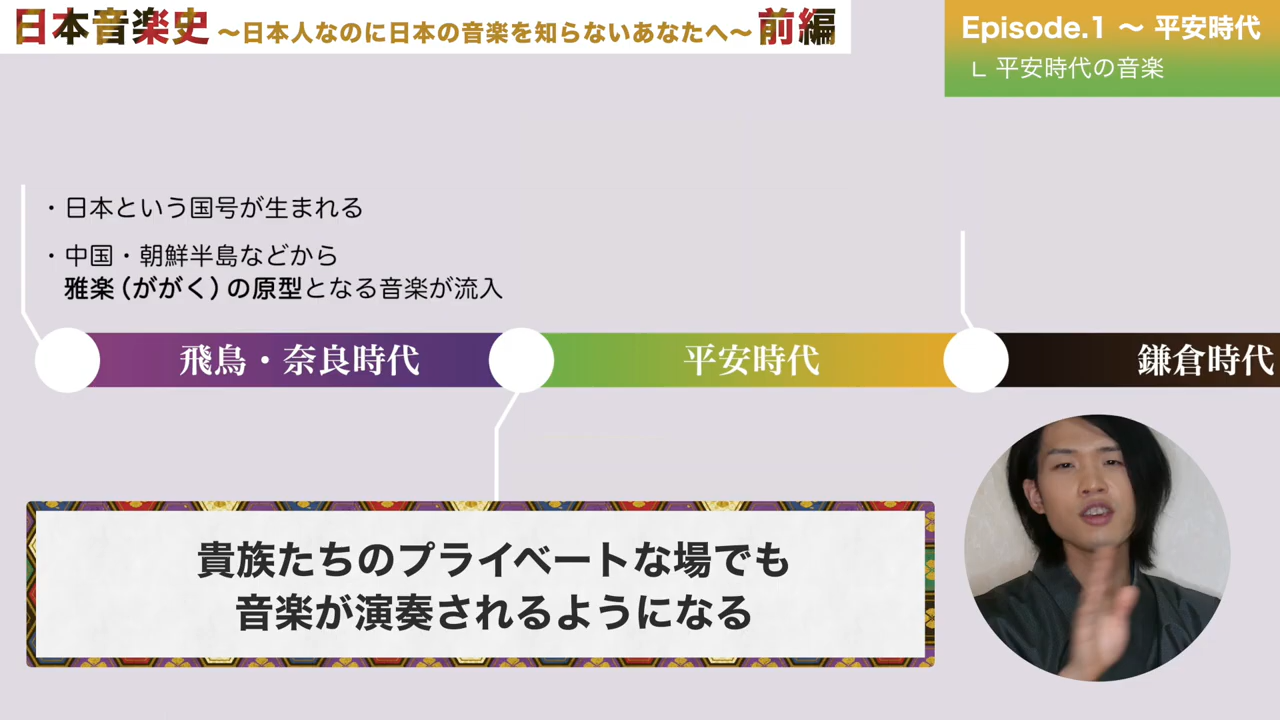 日本音楽史 〜日本人なのに日本の音楽を知らないあなたへ〜 前編
Episode.1 〜 平安時代
∟ 平安時代の音楽
・日本という国号が生まれる
・中国・朝鮮半島などから
雅楽（ががく）の原型となる音楽が流入
飛鳥・奈良時代
平安時代
鎌倉時代
貴族たちのプライベートな場でも
音楽が演奏されるようになる